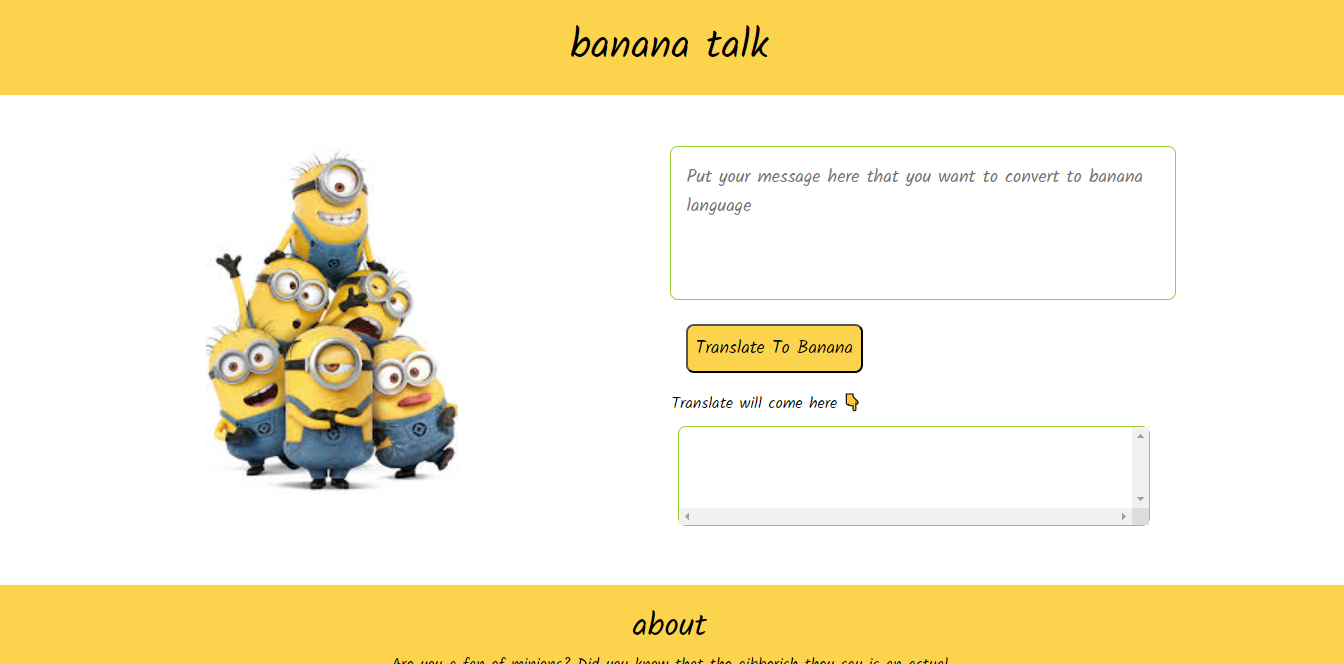 banana talk
Put your message here that you want to convert to banana
language
Translate To Banana
Translate will come here 👇
about
Are you a fan of minions? Did you know that the gibberish they say is an actual